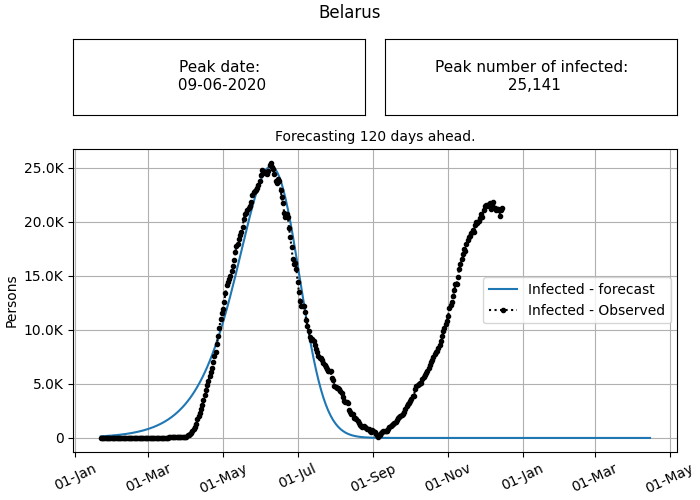 Belarus
Peak date:
09-06-2020
Peak number of infected:
25,141
Forecasting 120 days ahead.
25.0K
20.0K
15.0K
10.0K
5.0K
0
Persons
Infected - forecast
Infected - Observed
01-Jan
01-Mar
01-May
01-Jul
01-Sep
01-Nov
01-Jan
01-Mar
01-May